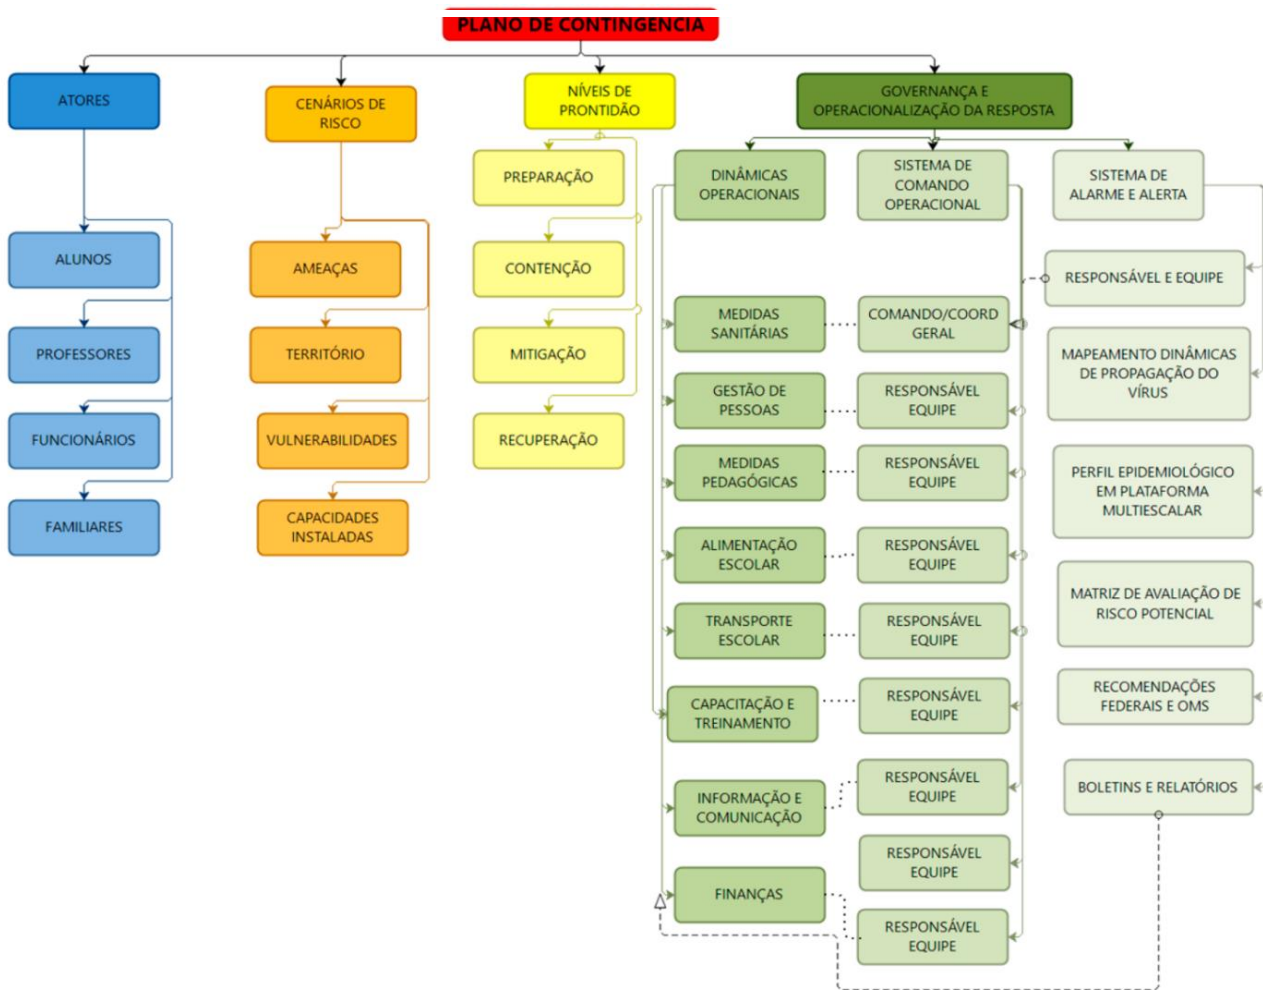 PLANO DE CONTINGÊNCIA
ATORES
CENÁRIOS DE
RISCO
NÍVEIS DE
PRONTIDÃO
GOVERNANÇA E
OPERACIONALIZAÇÃO DA RESPOSTA
ALUNOS
PROFESSORES
FUNCIONÁRIOS
FAMILIARES
AMEAÇAS
TERRITÓRIO
VULNERABILIDADES
CAPACIDADES
INSTALADAS
PREPARAÇÃO
CONTENÇÃO
MITIGAÇÃO
RECUPERAÇÃO
DINÂMICAS
OPERACIONAIS
MEDIDAS
SANITÁRIAS
GESTÃO DE
PESSOAS
MEDIDAS
PEDAGÓGICAS
ALIMENTAÇÃO
ESCOLAR
TRANSPORTE
ESCOLAR
CAPACITAÇÃO E
TREINAMENTO
INFORMAÇÃO E
COMUNICAÇÃO
FINANÇAS
SISTEMA DE
COMANDO
OPERACIONAL
COMANDO/COORD
GERAL
RESPONSÁVEL
EQUIPE
RESPONSÁVEL
EQUIPE
RESPONSÁVEL
EQUIPE
RESPONSÁVEL
EQUIPE
RESPONSÁVEL
EQUIPE
RESPONSÁVEL
EQUIPE
RESPONSÁVEL
EQUIPE
RESPONSÁVEL
EQUIPE
SISTEMA DE
ALARME E ALERTA
RESPONSÁVEL E EQUIPE
MAPEAMENTO DINÂMICAS
DE PROPAGAÇÃO DO
VÍRUS
PERFIL EPIDEMIOLÓGICO
EM PLATAFORMA
MULTIESCALAR
MATRIZ DE AVALIAÇÃO DE
RISCO POTENCIAL
RECOMENDAÇÕES
FEDERAIS E OMS
BOLETINS E RELATÓRIOS